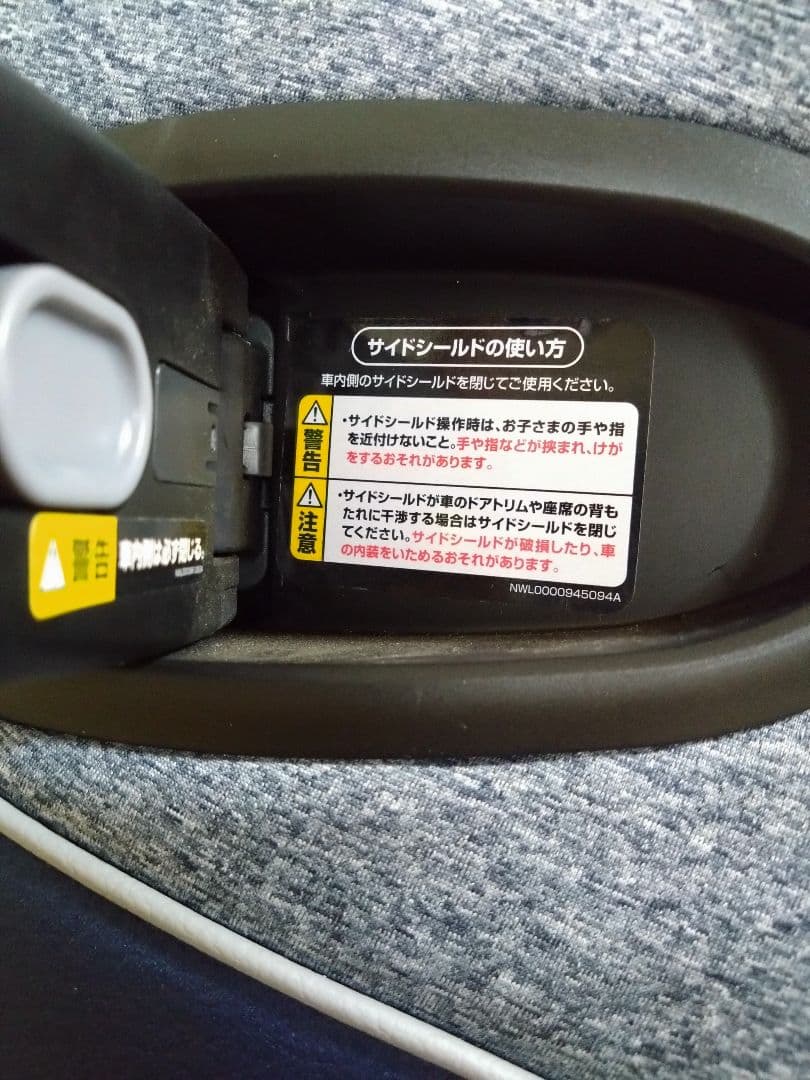 サイドシールドの使い方
車内側のサイドシールドを閉じてご使用ください。
警告
・サイドシールド操作時は、お子さまの手や指
を近付けないこと。手や指などが挟まれ、けが
をするおそれがあります。
注意
・サイドシールドが車のドアトリムや座席の背も
たれに干渉する場合はサイドシールドを閉じ
てください。サイドシールドが破損したり、車
の内装をいためるおそれがあります。
NWL0000945094A
警告
車内側は必ず閉じる。